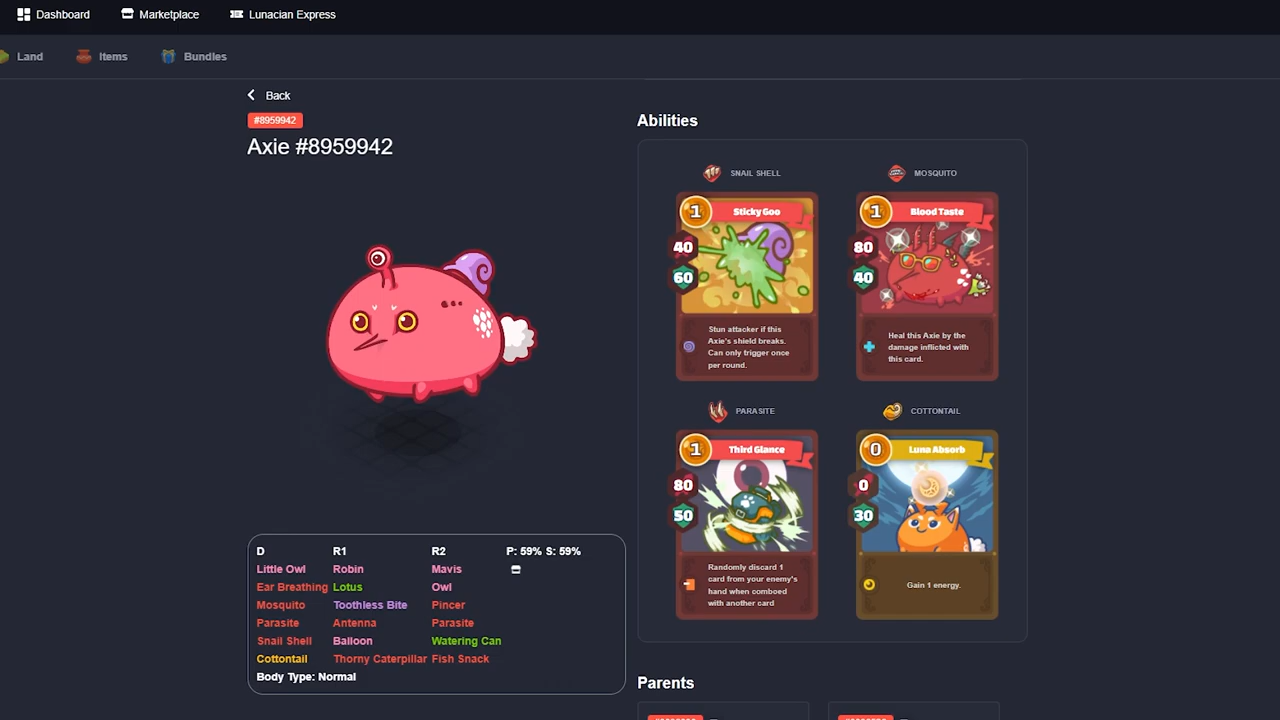 Dashboard Marketplace Lunacian Express
Land Items Bundles
Back
#8959942
Axie #8959942
D R1 R2 P: 59% S: 59%
Little Owl Robin Mavis
Ear Breathing Lotus Owl
Mosquito Toothless Bite Pincer
Parasite Antenna Parasite
Snail Shell Balloon Watering Can
Cottontail Thorny Caterpillar Fish Snack
Body Type: Normal
Abilities
SNAIL SHELL
1
Sticky Goo
40
60
Stun attacker if this
Axie's shield breaks.
Can only trigger once
per round.
MOSQUITO
1
Blood Taste
80
40
Heal this Axie by the
damage inflicted with
this card.
PARASITE
1
Third Glance
80
50
Randomly discard 1
card from your enemy's
hand when comboed
with another card
COTTONTAIL
0
Luna Absorb
0
30
Gain 1 energy.
Parents